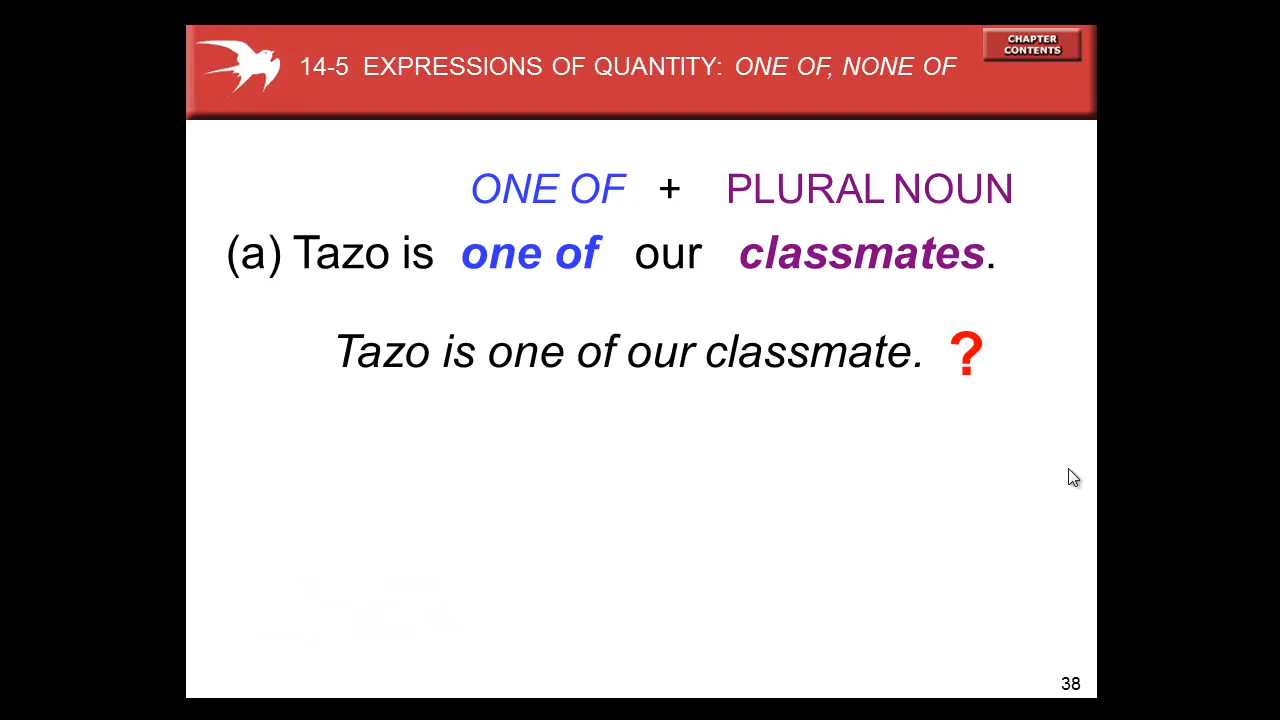 CHAPTER
CONTENTS
14-5 EXPRESSIONS OF QUANTITY: ONE OF, NONE OF
ONE OF + PLURAL NOUN
(a) Tazo is one of our classmates.
Tazo is one of our classmate. ?
38